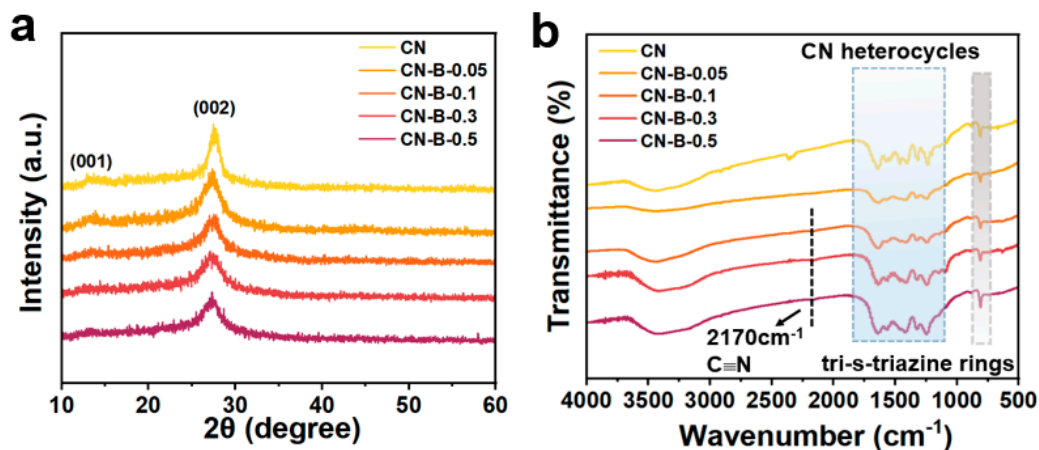 a
Intensity (a.u.)
(001)
(002)
CN
CN-B-0.05
CN-B-0.1
CN-B-0.3
CN-B-0.5
10 20 30 40 50 60
2θ (degree)
b
Transmittance (%)
CN
CN-B-0.05
CN-B-0.1
CN-B-0.3
CN-B-0.5
CN heterocycles
2170cm⁻¹
C≡N
tri-s-triazine rings
4000 3500 3000 2500 2000 1500 1000 500
Wavenumber (cm⁻¹)